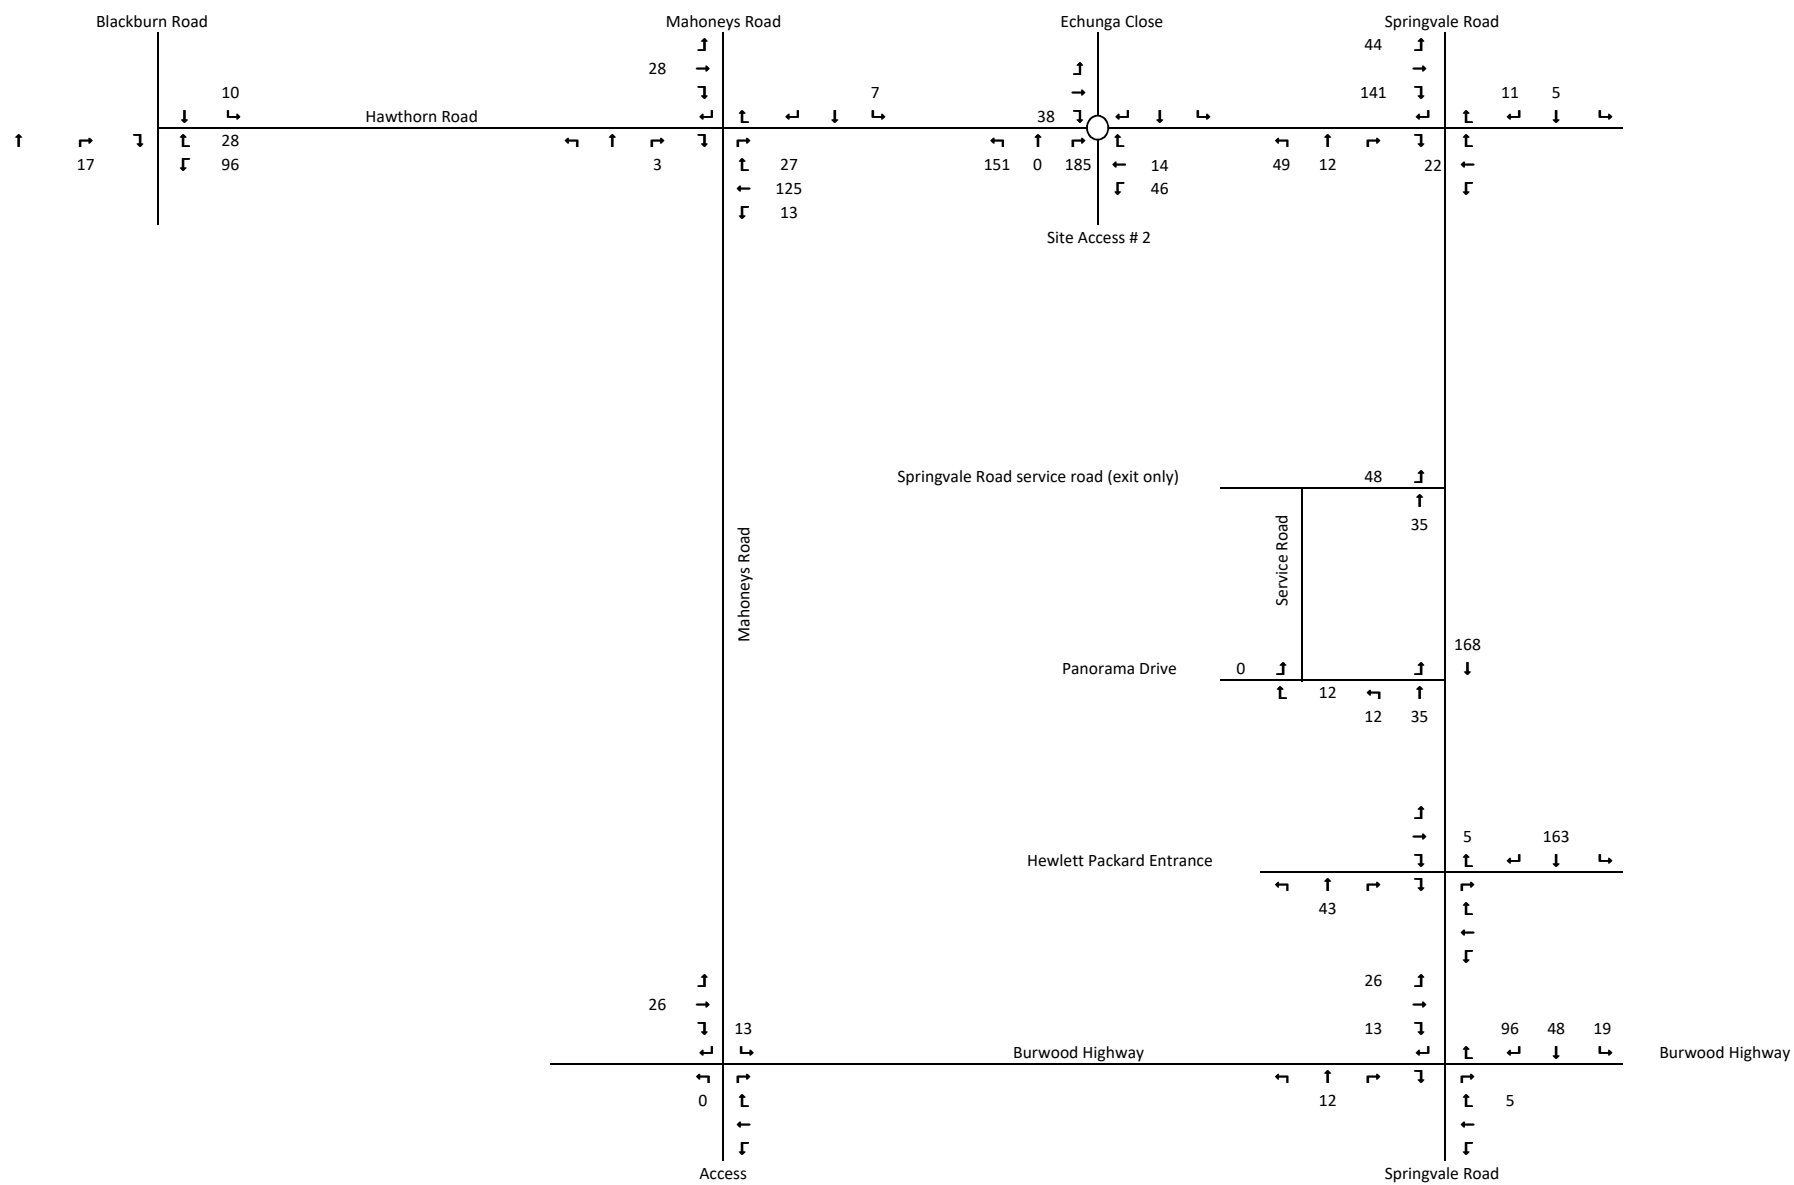 Blackburn Road Mahoneys Road Echunga Close Springvale Road
44
28
10 7 141 11 5
Hawthorn Road 38
28
17 96 3 27 151 0 185 14 49 12 22
125 46
13
Site Access # 2
Springvale Road service road (exit only) 48
35
Service Road
Mahoneys Road
168
Panorama Drive 0
12
12 35
5 163
Hewlett Packard Entrance
43
26
26
13 13 96 48 19
Burwood Highway Burwood Highway
0 12 5
Access Springvale Road